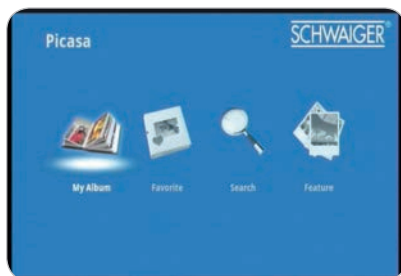 Picasa
SCHWAIGER®
My Album
Favorite
Search
Feature